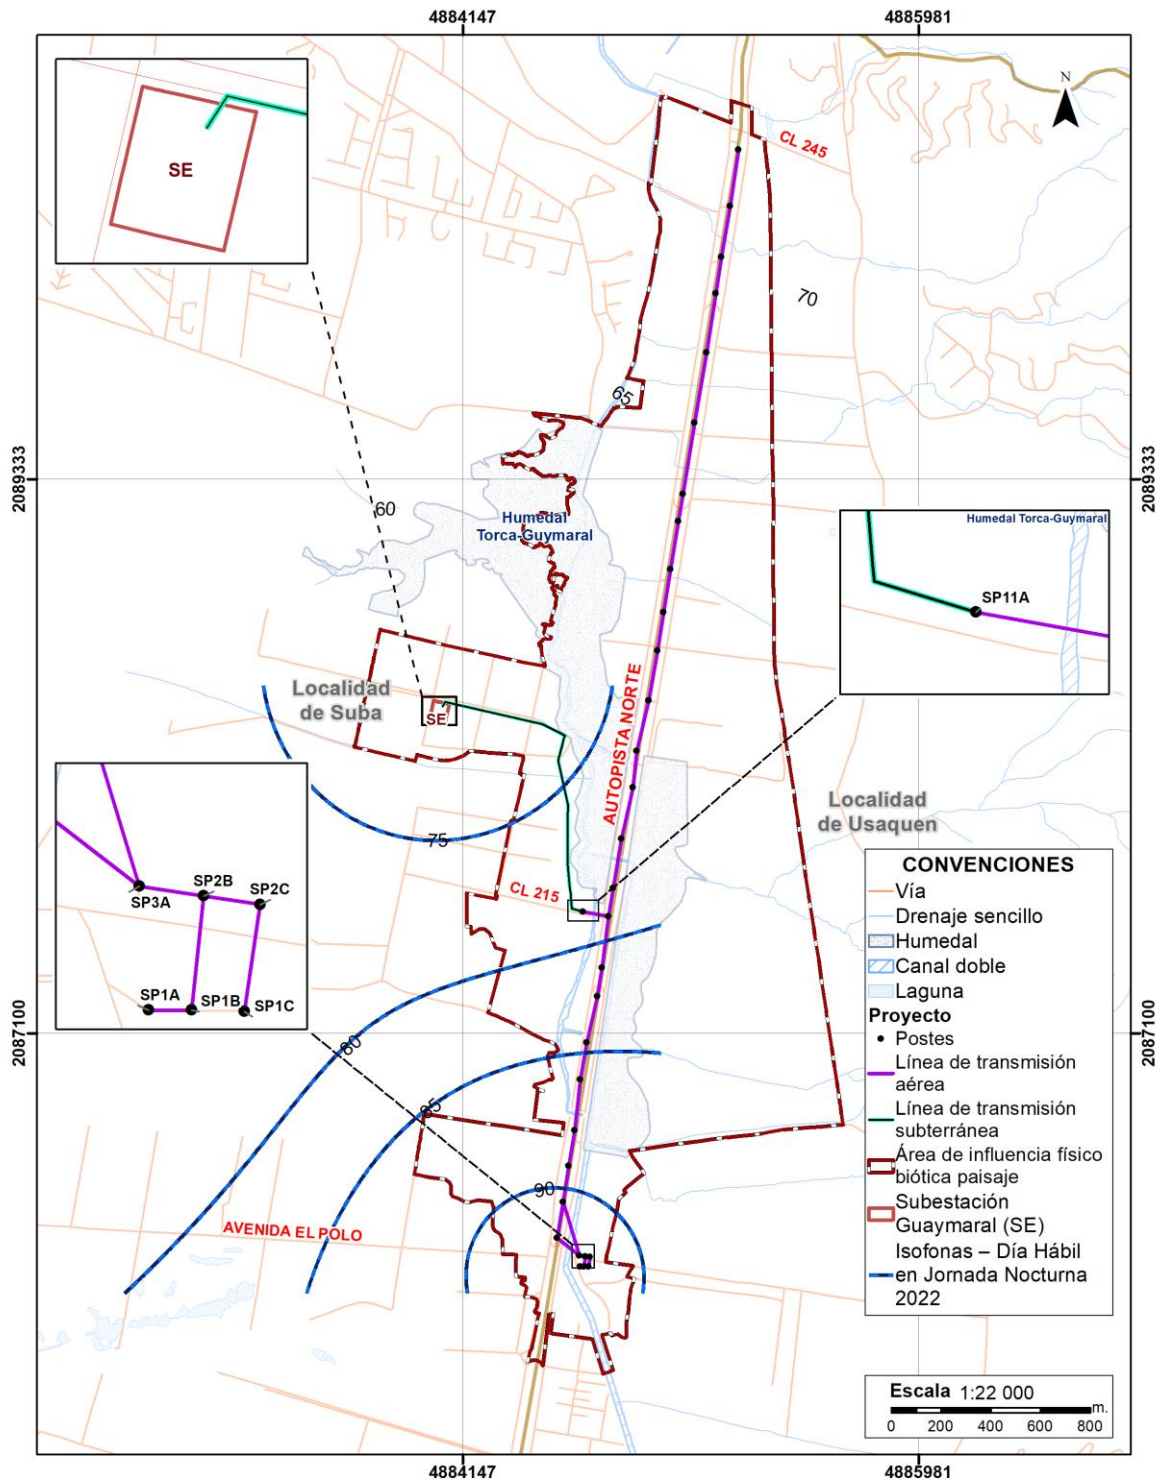 4884147
4885981
N
CL 245
SE
70
65
2089333
2089333
60
Humedal
Torca-Guymaral
Humedal Torca-Guymaral
SP11A
Localidad
de Suba
SE
AUTOPISTA NORTE
Localidad
de Usaquen
75
CL 215
SP2B
SP2C
SP3A
SP1A
SP1B
SP1C
2087100
2087100
80
85
90
AVENIDA EL POLO
CONVENCIONES
Vía
Drenaje sencillo
Humedal
Canal doble
Laguna
Proyecto
Postes
Línea de transmisión
aérea
Línea de transmisión
subterránea
Área de influencia físico
biótica paisaje
Subestación
Guaymaral (SE)
Isofonas – Día Hábil
en Jornada Nocturna
2022
Escala 1:22 000
m.
0 200 400 600 800
4884147
4885981